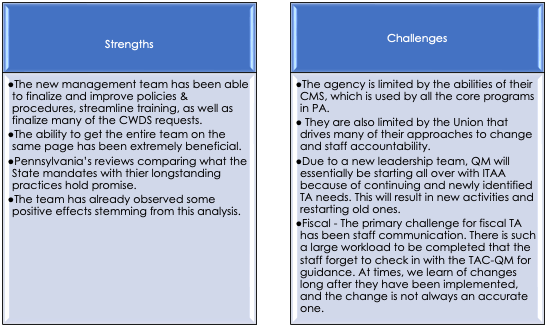 Strengths
●The new management team has been able
to finalize and improve policies &
procedures, streamline training, as well as
finalize many of the CWDS requests.
●The ability to get the entire team on the
same page has been extremely beneficial.
●Pennsylvania's reviews comparing what the
State mandates with thier longstanding
practices hold promise.
●The team has already observed some
positive effects stemming from this analysis.
Challenges
●The agency is limited by the abilities of their
CMS, which is used by all the core programs
in PA.
● They are also limited by the Union that
drives many of their approaches to change
and staff accountability.
●Due to a new leadership team, QM will
essentially be starting all over with ITAA
because of continuing and newly identified
TA needs. This will result in new activities and
restarting old ones.
●Fiscal - The primary challenge for fiscal TA
has been staff communication. There is such
a large workload to be completed that the
staff forget to check in with the TAC-QM for
guidance. At times, we learn of changes
long after they have been implemented,
and the change is not always an accurate
one.